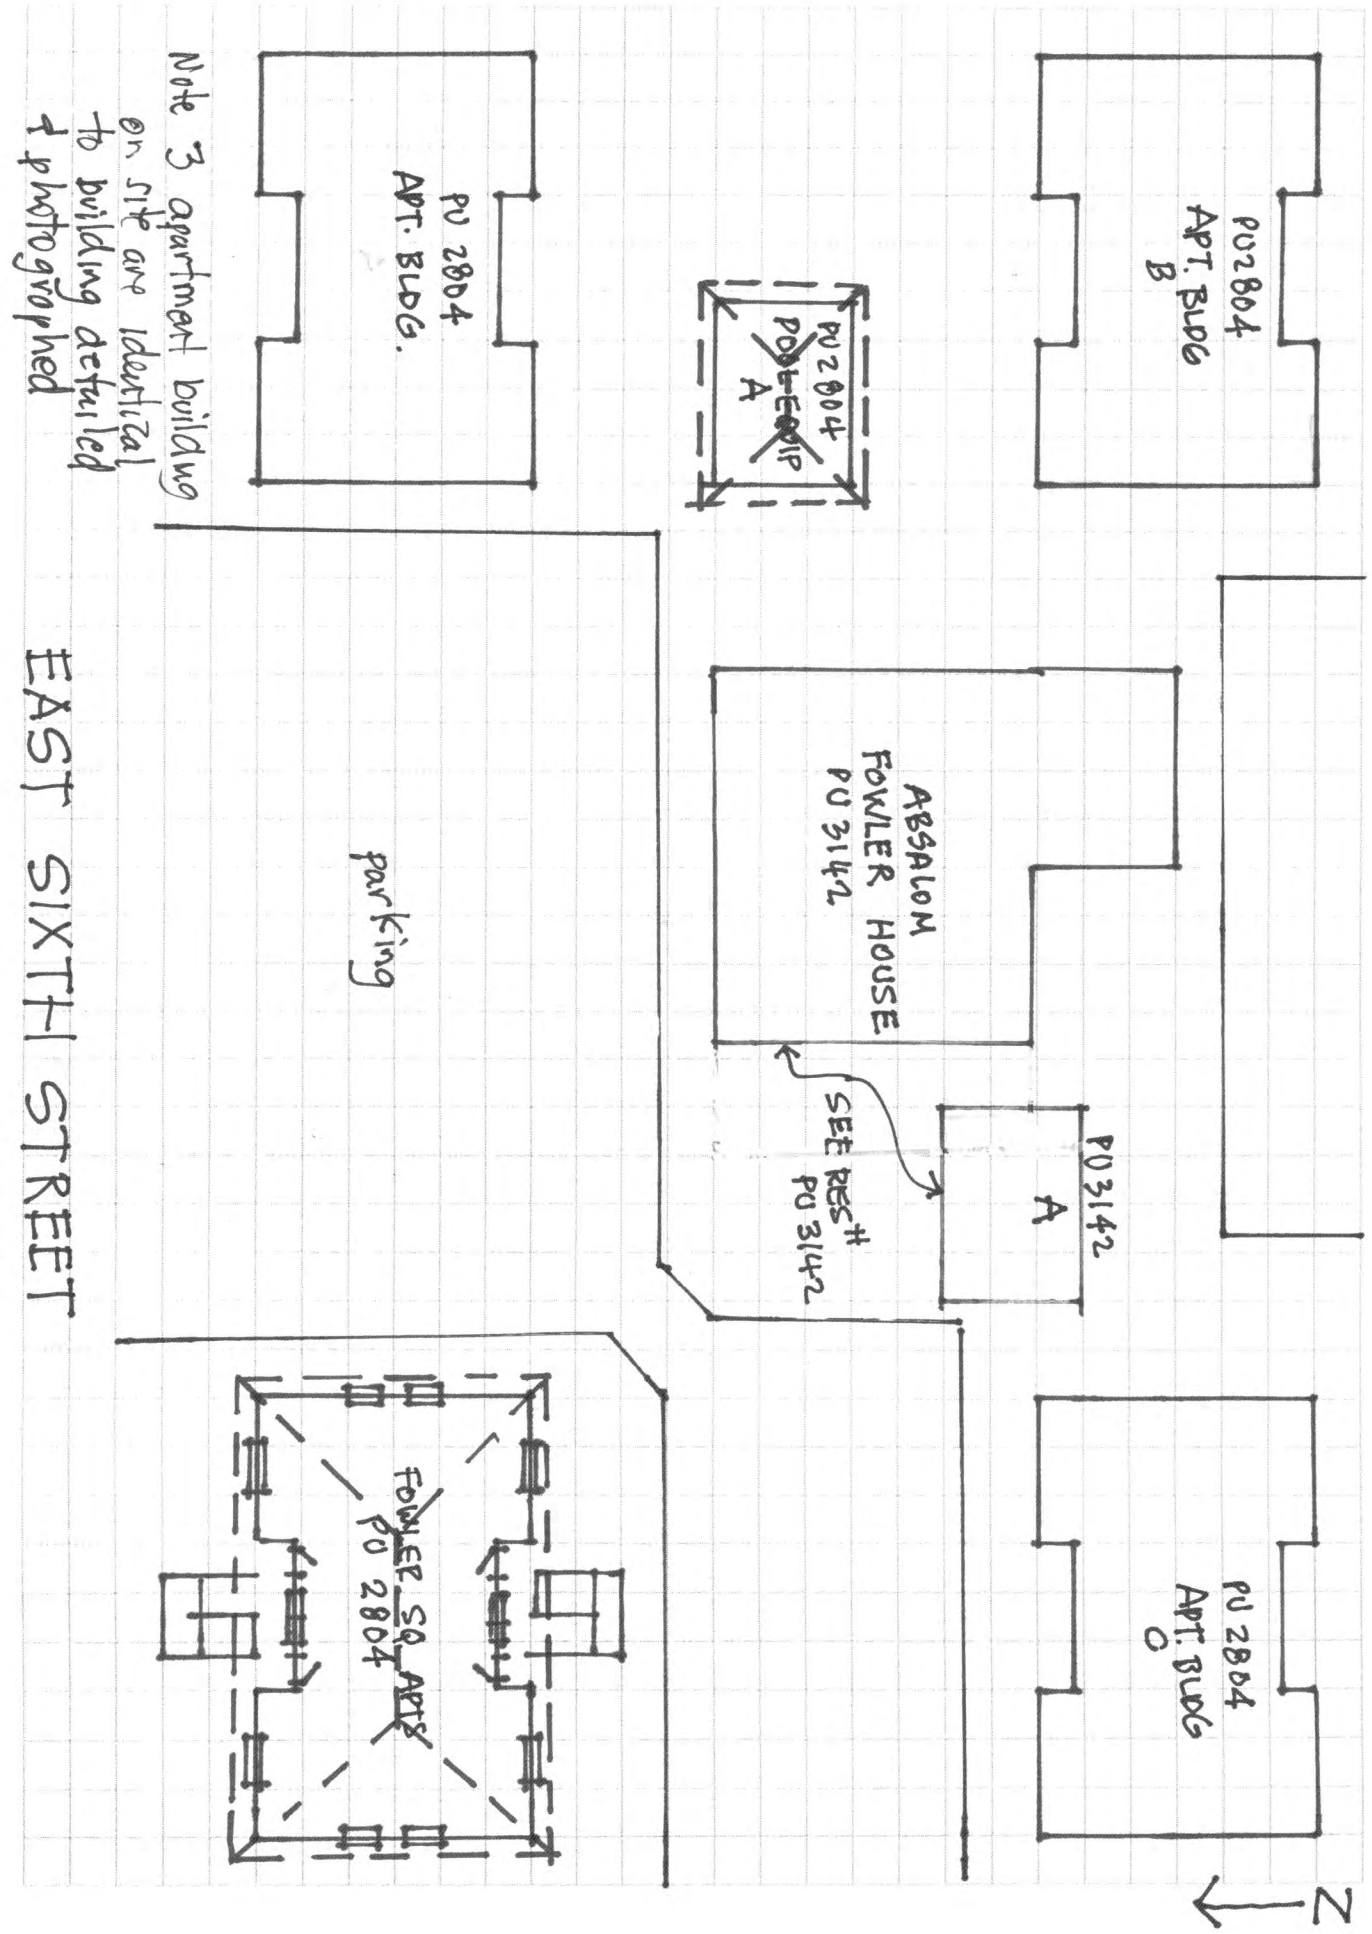 N
PU2804
APT. BLDG
B
PU 2804
APT. BLDG
C
PU3142
A
ABSALOM
FOWLER HOUSE
PU 3142
SEE RES#
PU 3142
PU 2804
POOL EQUIP
A
PU 2804
APT. BLDG.
parking
FOWLER SQ APTS
PU 2804
Note 3 apartment building
on site are identical
to building detailed
& photographed
EAST SIXTH STREET